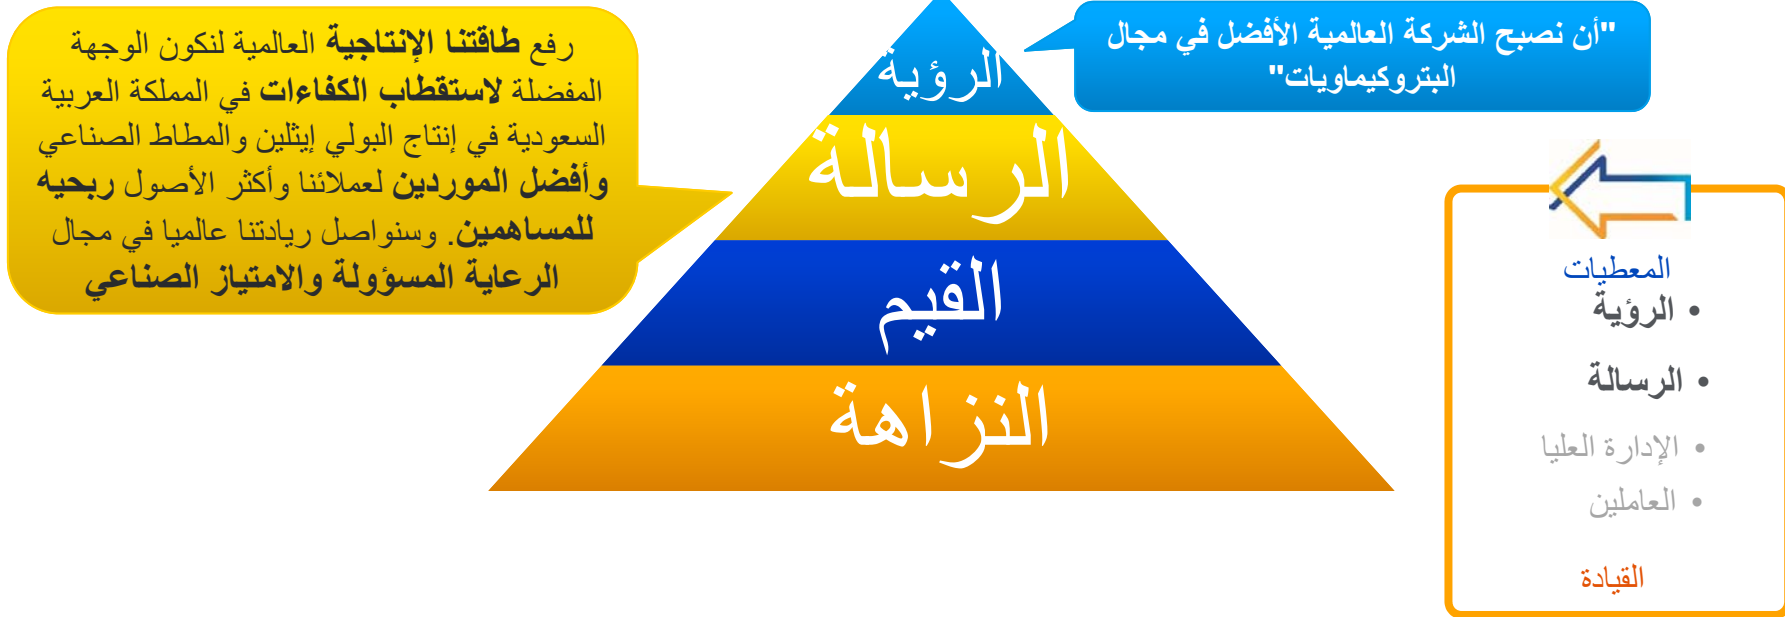 "أن نصبح الشركة العالمية الأفضل في مجال
البتروكيماويات"
رفع طاقتنا الإنتاجية العالمية لنكون الوجهة
المفضلة لاستقطاب الكفاءات في المملكة العربية
السعودية في إنتاج البولي إيثلين والمطاط الصناعي
وأفضل الموردين لعملائنا وأكثر الأصول ربحيه
للمساهمين. وسنواصل ريادتنا عالميا في مجال
الرعاية المسؤولة والامتياز الصناعي
الرؤية
الرسالة
القيم
النزاهة
المعطيات
• الرؤية
• الرسالة
• الإدارة العليا
• العاملين
القيادة